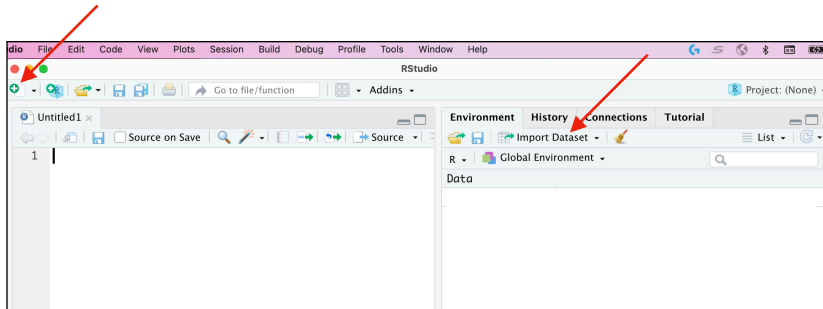 dio File Edit Code View Plots Session Build Debug Profile Tools Window Help
RStudio
Go to file/function Addins Project: (None)
Untitled1 Environment History Connections Tutorial
Source on Save Source Import Dataset List
1 R Global Environment
Data